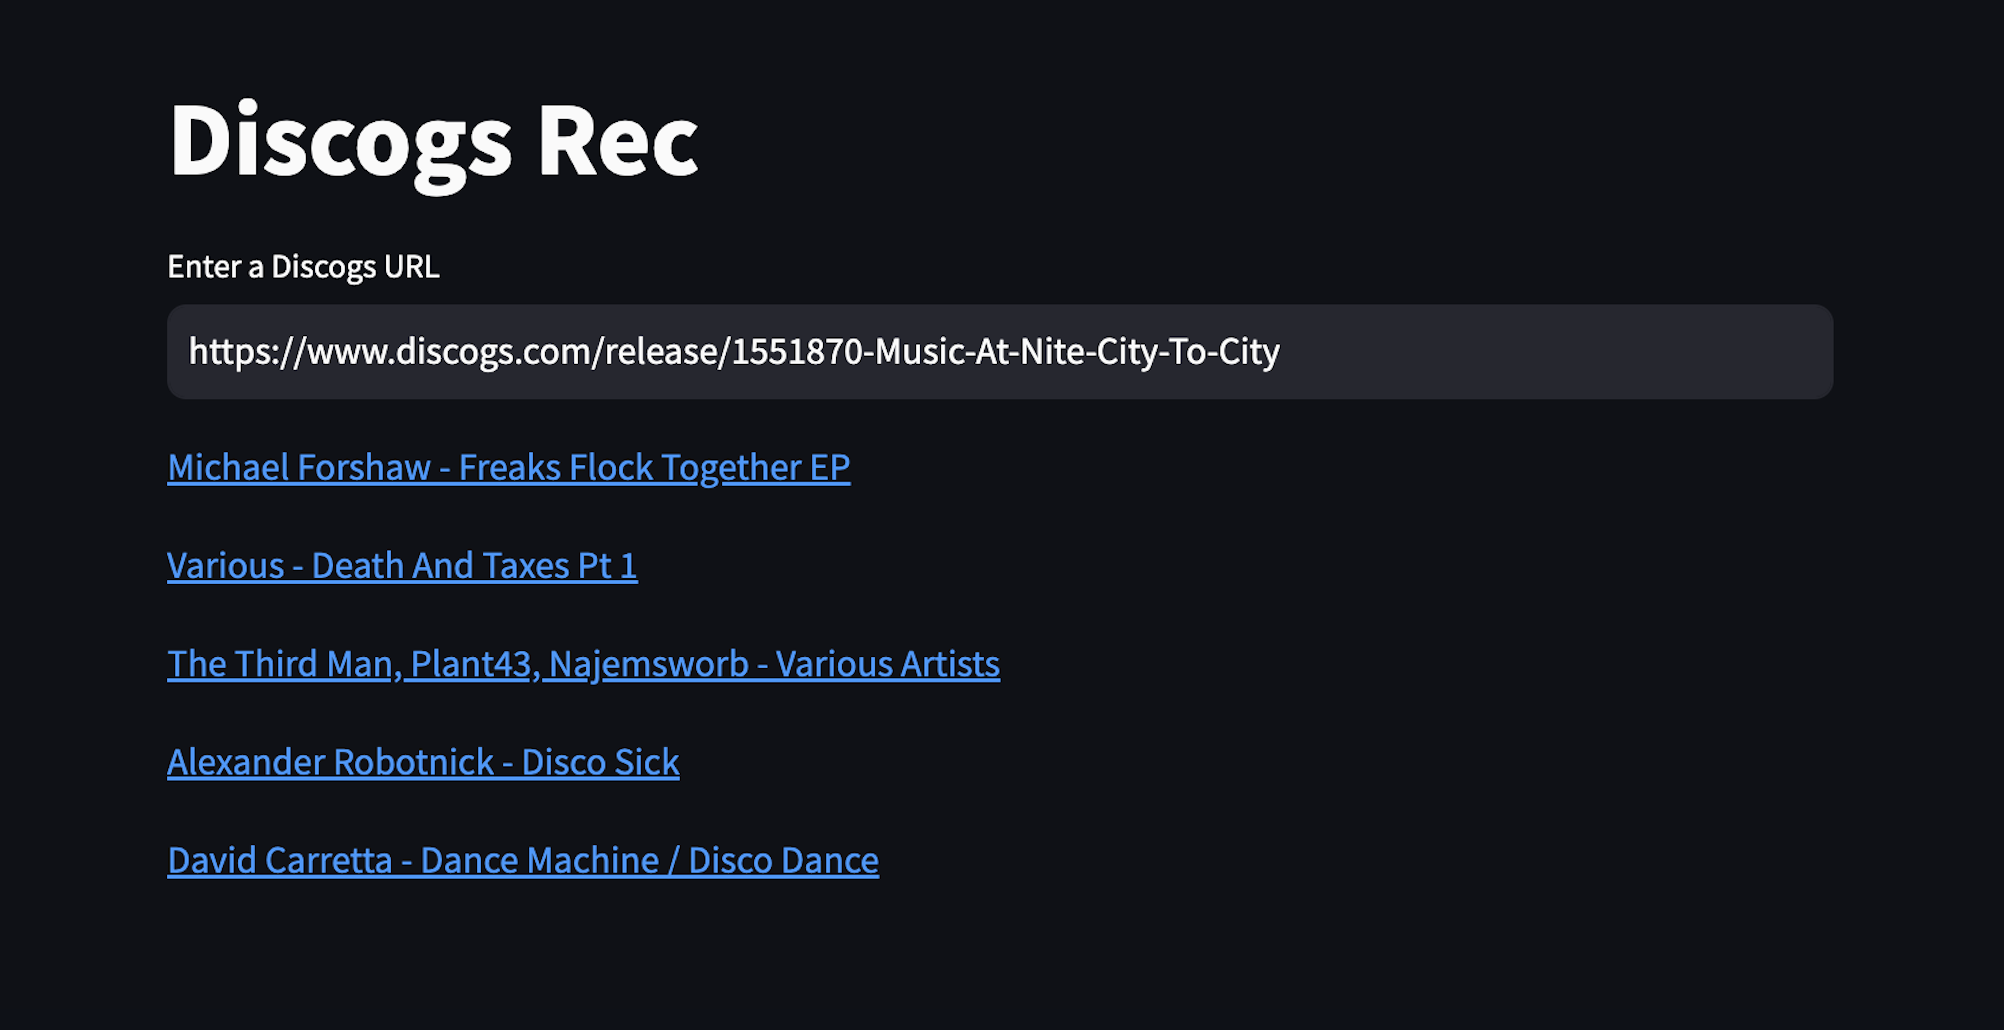 Discogs Rec
Enter a Discogs URL
https://www.discogs.com/release/1551870-Music-At-Nite-City-To-City
Michael Forshaw - Freaks Flock Together EP
Various - Death And Taxes Pt 1
The Third Man, Plant43, Najemsworb - Various Artists
Alexander Robotnick - Disco Sick
David Carretta - Dance Machine / Disco Dance